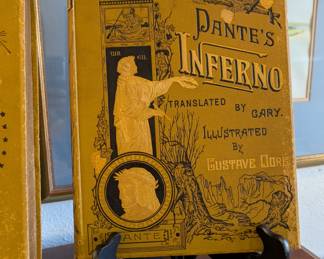 DANTE'S
INFERNO
TRANSLATED BY CARY.
ILLUSTRATED
BY
GUSTAVE DORÉ
DANTE